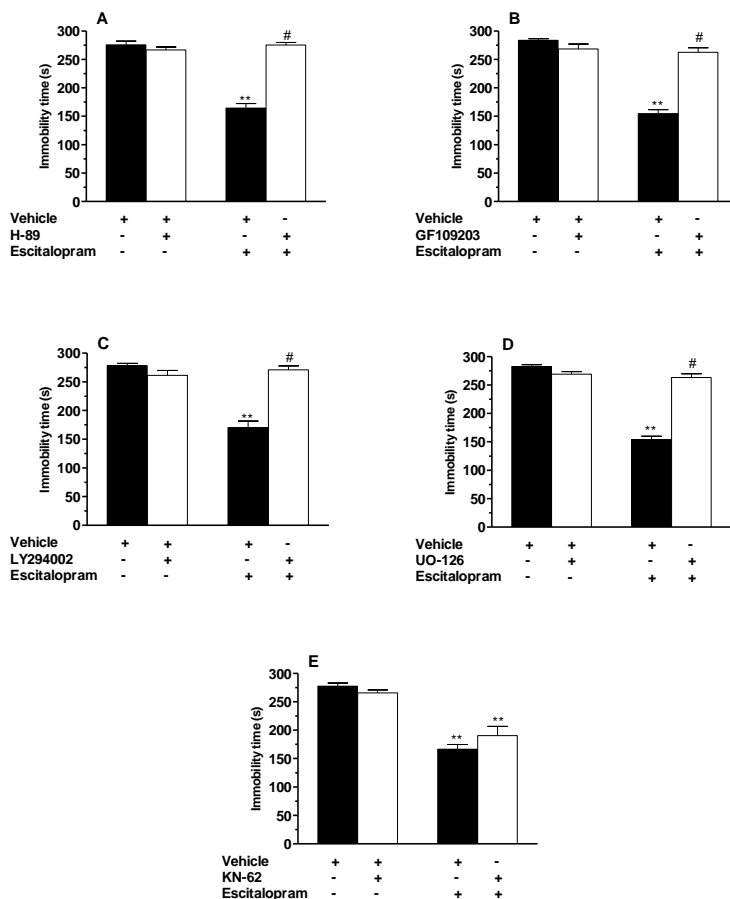 A
B
300
250
200
150
100
50
0
Immobility time (s)
**
#
Vehicle + + + -
H-89 - + - +
Escitalopram - - + +
300
250
200
150
100
50
0
Immobility time (s)
**
#
Vehicle + + + -
GF109203 - + - +
Escitalopram - - + +
C
300
250
200
150
100
50
0
Immobility time (s)
**
#
Vehicle + + + -
LY294002 - + - +
Escitalopram - - + +
D
300
250
200
150
100
50
0
Immobility time (s)
**
#
Vehicle + + + -
UO-126 - + - +
Escitalopram - - + +
E
300
250
200
150
100
50
0
Immobility time (s)
**
**
Vehicle + + + -
KN-62 - + - +
Escitalopram - - + +